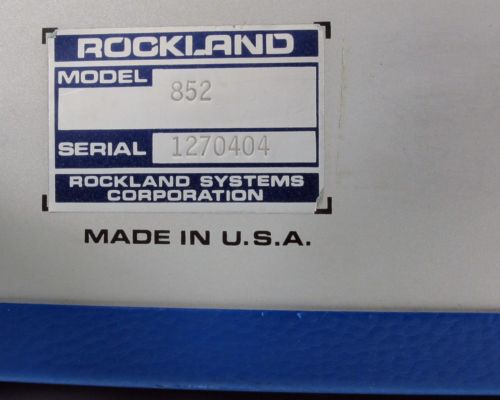 ROCKLAND
MODEL 852
SERIAL 1270404
ROCKLAND SYSTEMS
CORPORATION
MADE IN U.S.A.